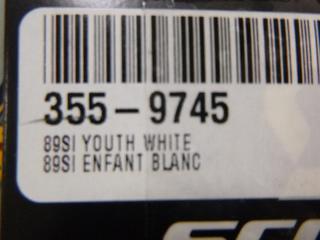 355-9745
89SI YOUTH WHITE
89SI ENFANT BLANC